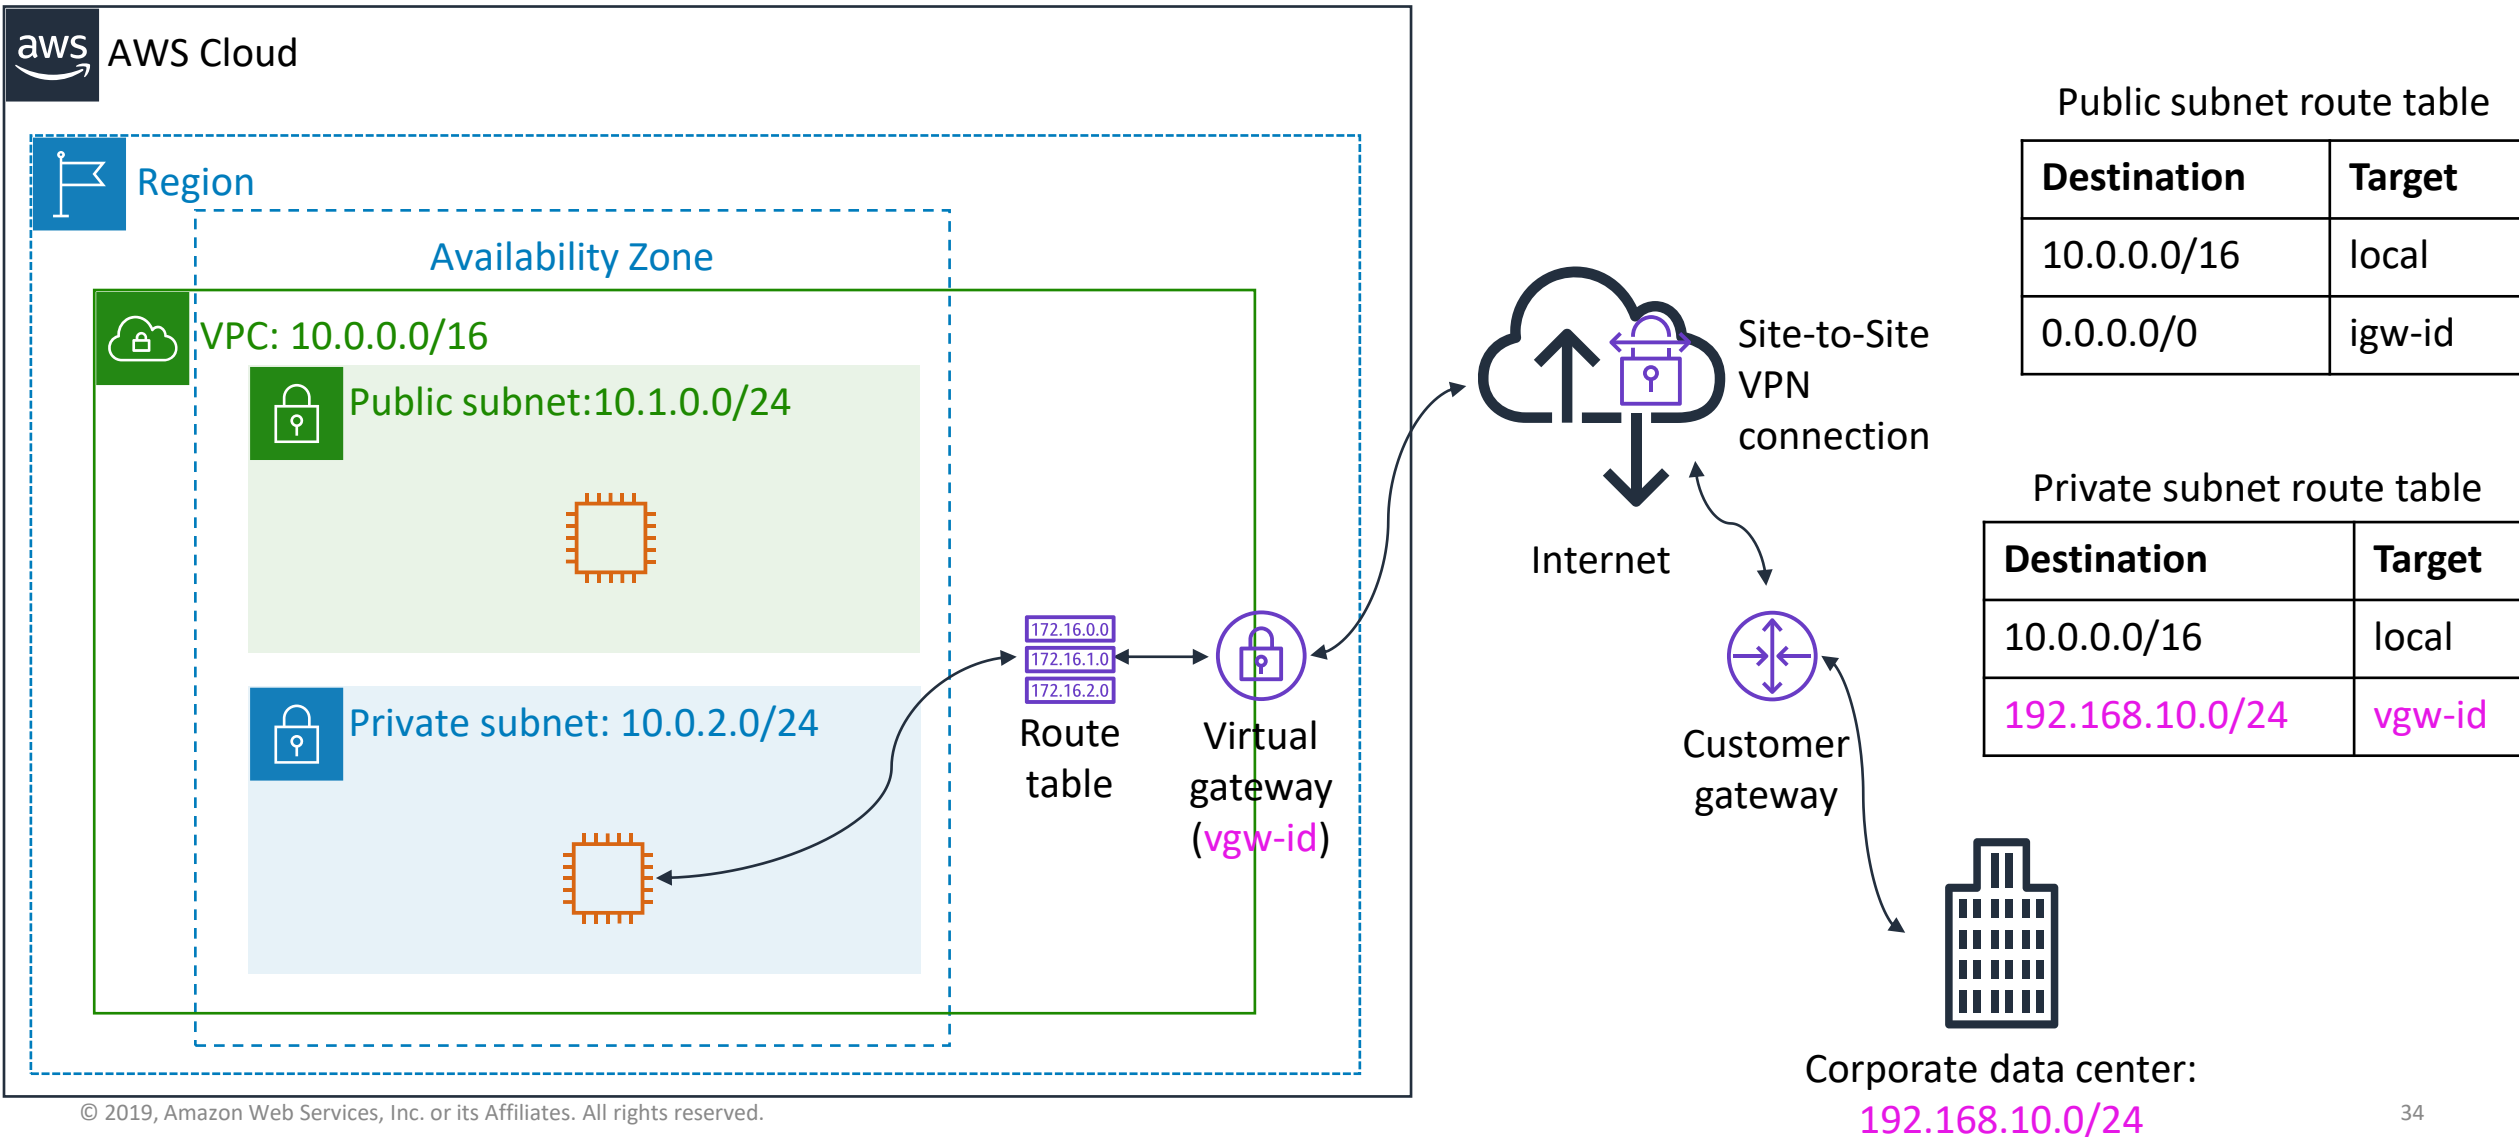 aws
AWS Cloud
Region
Availability Zone
VPC: 10.0.0.0/16
Public subnet:10.1.0.0/24
Private subnet: 10.0.2.0/24
172.16.0.0
172.16.1.0
172.16.2.0
Route
table
Virtual
gateway
(vgw-id)
Site-to-Site
VPN
connection
Internet
Customer
gateway
Corporate data center:
192.168.10.0/24
Public subnet route table
Destination Target
10.0.0.0/16 local
0.0.0.0/0 igw-id
Private subnet route table
Destination Target
10.0.0.0/16 local
192.168.10.0/24 vgw-id
© 2019, Amazon Web Services, Inc. or its Affiliates. All rights reserved.
34